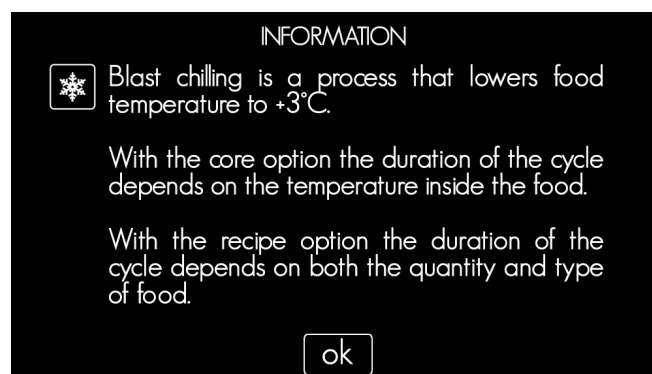 INFORMATION
Blast chilling is a process that lowers food
temperature to +3°C.
With the core option the duration of the cycle
depends on the temperature inside the food.
With the recipe option the duration of the
cycle depends on both the quantity and type
of food.
ok